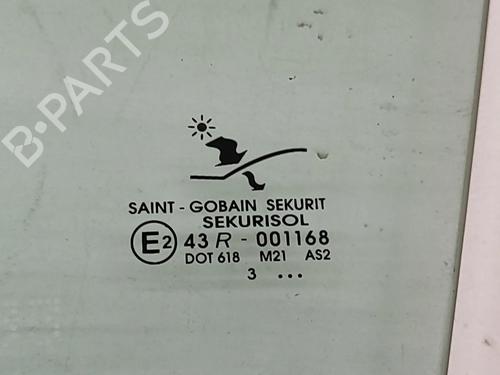 B·PARTS
SAINT - GOBAIN SEKURIT
SEKURISOL
E2 43 R - 001168
DOT 618 M21 AS2
3 ...